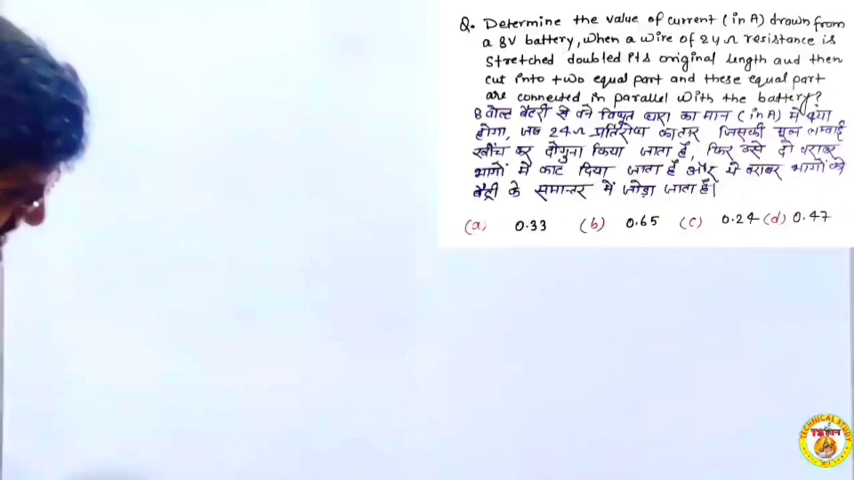 Q. Determine the value of current (in A) drawn from
a 8V battery, when a wire of 24 Ω resistance is
stretched doubled its original length and then
cut into two equal part and these equal part
are connected in parallel with the battery?
8 वोल्ट बैटरी से बने विधुत धारा का मान (in A) में क्या
होगा, जब 24 Ω प्रतिरोध का तार जिसकी मूल लम्बाई
खींच कर दोगुना किया जाता है, फिर उसे दो बराबर
भागों में काट दिया जाता है और ये बराबर भागों को
बैट्री के समान्तर में जोड़ा जाता है।
(a) 0.33 (b) 0.65 (c) 0.24 (d) 0.47
TECHNICAL STUDY